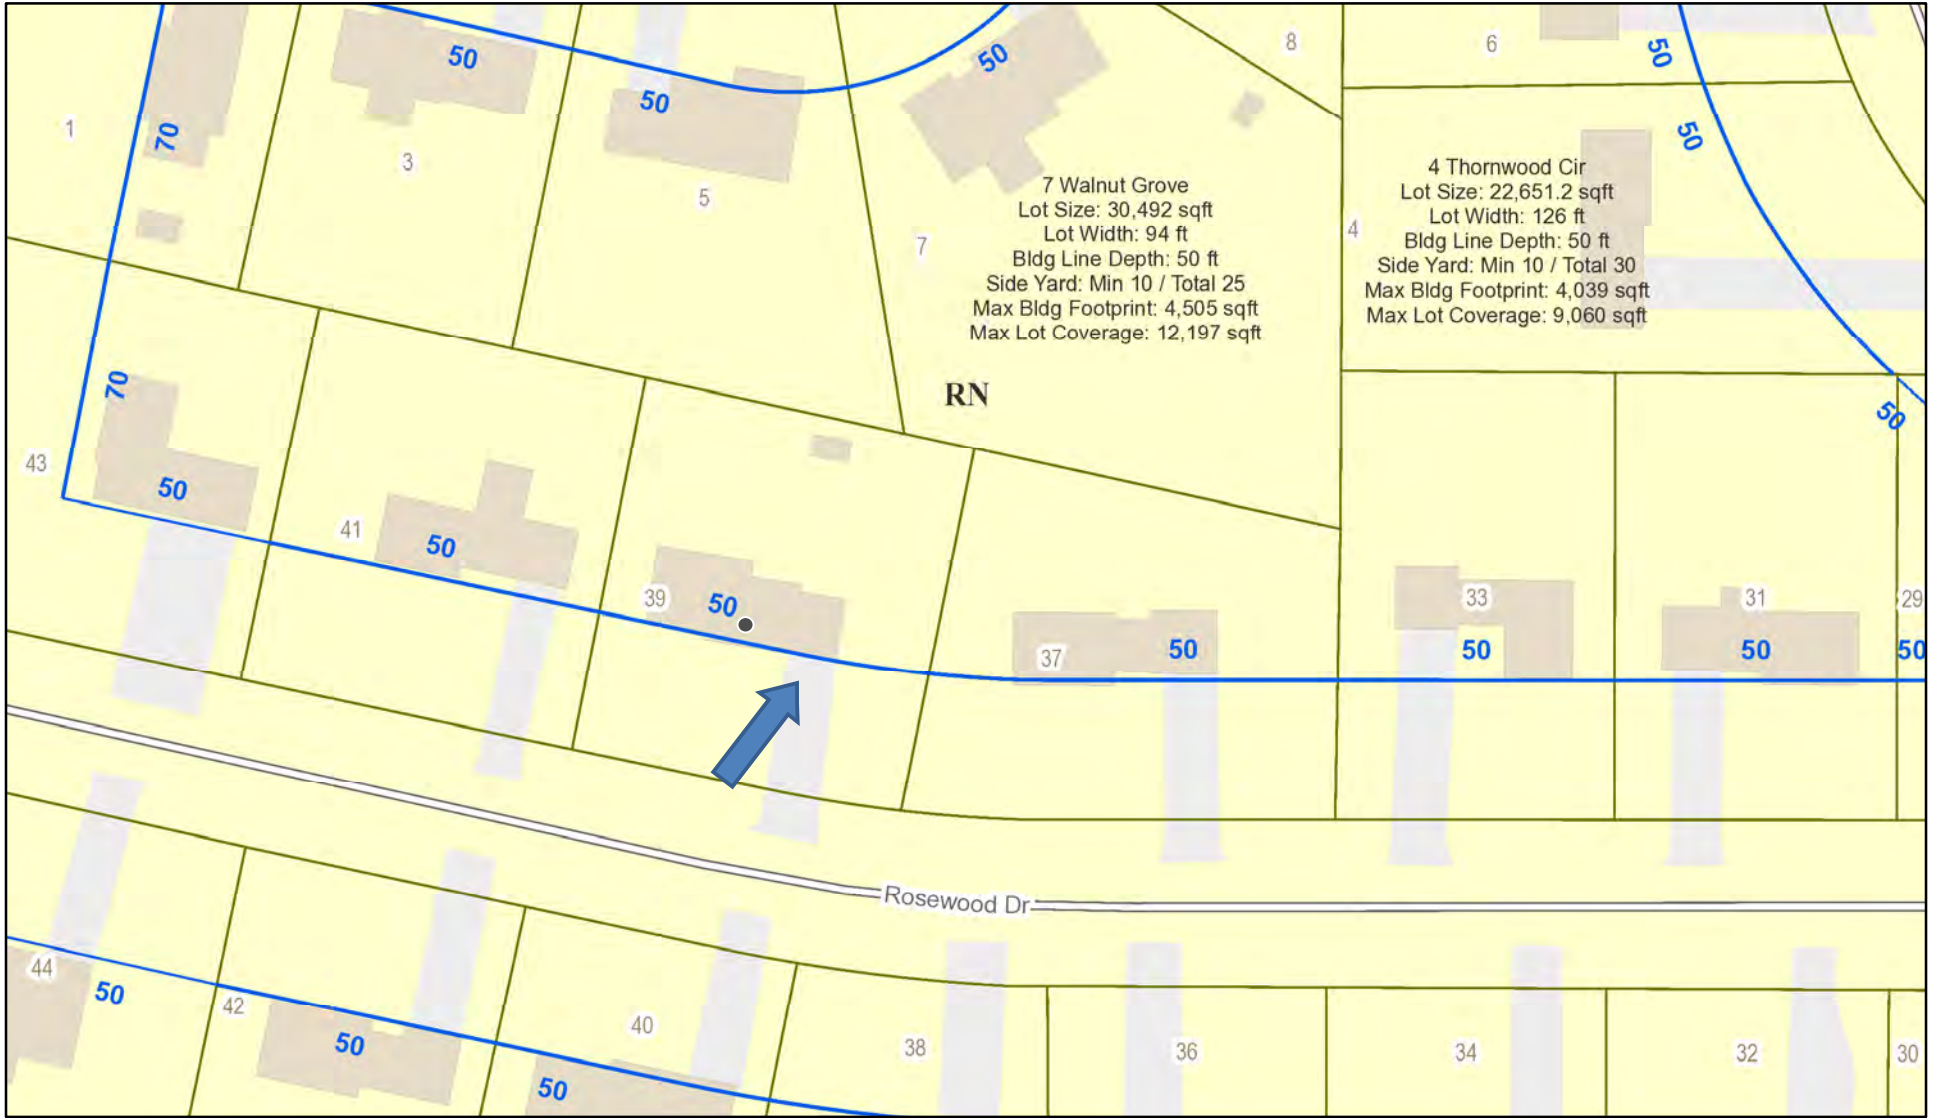 50
50
8
6
50
50
50
1
70
3
5
7 Walnut Grove
Lot Size: 30,492 sqft
Lot Width: 94 ft
Bldg Line Depth: 50 ft
Side Yard: Min 10 / Total 25
Max Bldg Footprint: 4,505 sqft
Max Lot Coverage: 12,197 sqft
7
4 Thornwood Cir
Lot Size: 22,651.2 sqft
Lot Width: 126 ft
Bldg Line Depth: 50 ft
Side Yard: Min 10 / Total 30
Max Bldg Footprint: 4,039 sqft
Max Lot Coverage: 9,060 sqft
4
70
RN
50
43
50
41
50
39
50
37
50
33
50
31
50
29
50
Rosewood Dr
44
50
42
50
40
50
38
36
34
32
30